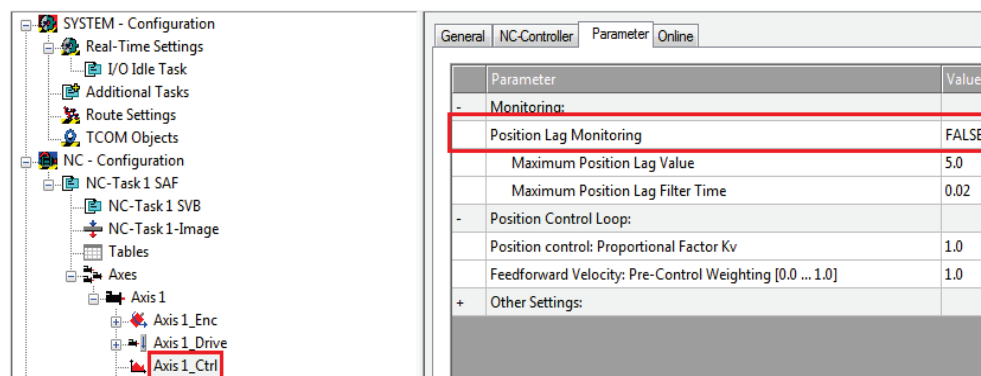 SYSTEM - Configuration
Real-Time Settings
I/O Idle Task
Additional Tasks
Route Settings
TCOM Objects
NC - Configuration
NC-Task 1 SAF
NC-Task 1 SVB
NC-Task 1-Image
Tables
Axes
Axis 1
Axis 1_Enc
Axis 1_Drive
Axis 1_Ctrl
General NC-Controller Parameter Online
Parameter Value
- Monitoring:
Position Lag Monitoring FALSE
Maximum Position Lag Value 5.0
Maximum Position Lag Filter Time 0.02
- Position Control Loop:
Position control: Proportional Factor Kv 1.0
Feedforward Velocity: Pre-Control Weighting [0.0 ... 1.0] 1.0
+ Other Settings: